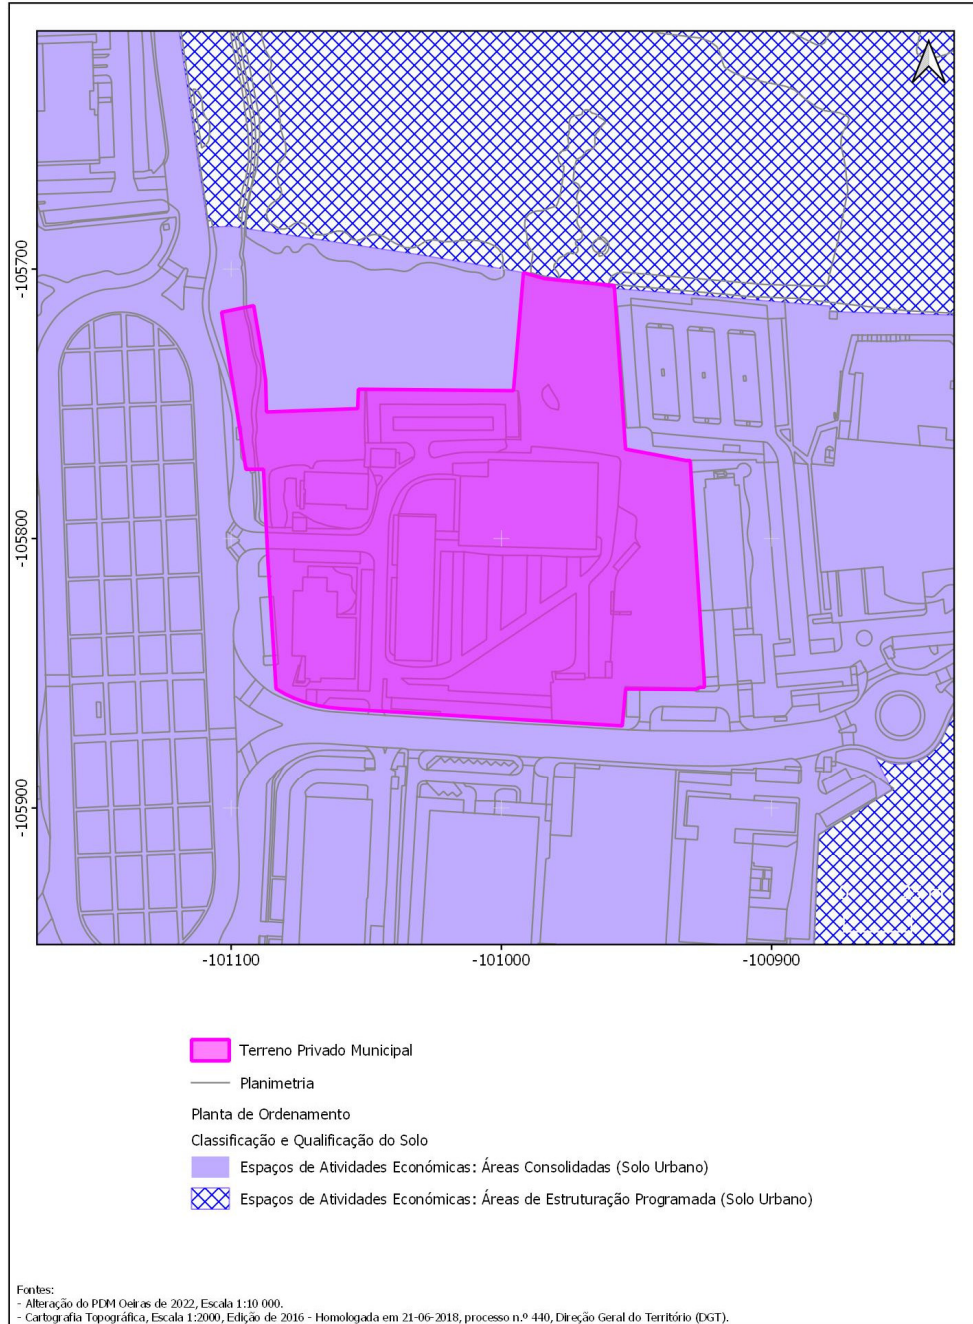 -105700
-105800
-105900
-101100
-101000
-100900
Terreno Privado Municipal
Planimetria
Planta de Ordenamento
Classificação e Qualificação do Solo
Espaços de Atividades Económicas: Áreas Consolidadas (Solo Urbano)
Espaços de Atividades Económicas: Áreas de Estruturação Programada (Solo Urbano)
Fontes:
- Alteração do PDM Oeiras de 2022, Escala 1:10 000.
- Cartografia Topográfica, Escala 1:2000, Edição de 2016 - Homologada em 21-06-2018, processo n.º 440, Direção Geral do Território (DGT).